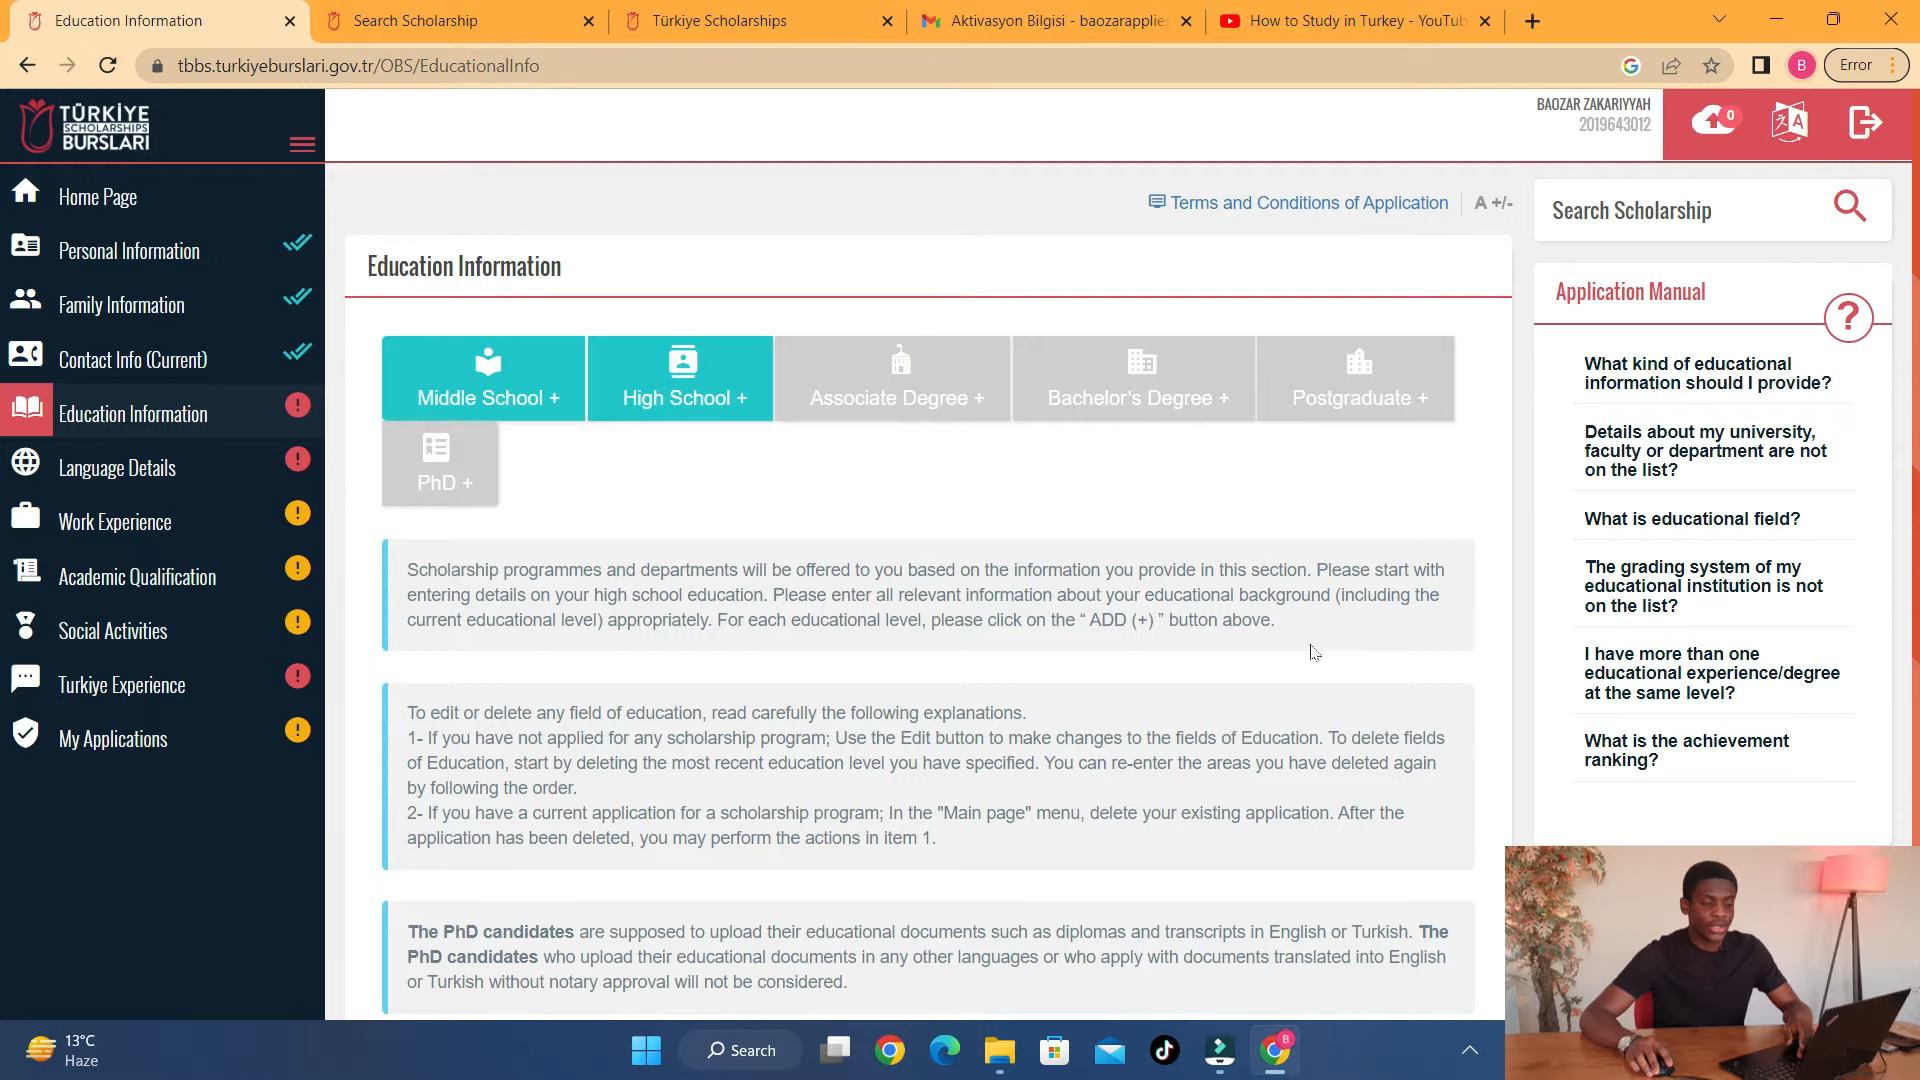 Education Information
Search Scholarship
Türkiye Scholarships
Aktivasyon Bilgisi - baozarapplies
How to Study in Turkey - YouTub
tbbs.turkiyeburslari.gov.tr/OBS/EducationalInfo
B
Error
TÜRKİYE
SCHOLARSHIPS
BURSLARI
BAOZAR ZAKARIYYAH
2019643012
0
A
Home Page
Personal Information
Family Information
Contact Info (Current)
Education Information
Language Details
Work Experience
Academic Qualification
Social Activities
Turkiye Experience
My Applications
Terms and Conditions of Application
A +/-
Education Information
Middle School +
High School +
Associate Degree +
Bachelor's Degree +
Postgraduate +
PhD +
Scholarship programmes and departments will be offered to you based on the information you provide in this section. Please start with
entering details on your high school education. Please enter all relevant information about your educational background (including the
current educational level) appropriately. For each educational level, please click on the “ ADD (+) ” button above.
To edit or delete any field of education, read carefully the following explanations.
1- If you have not applied for any scholarship program; Use the Edit button to make changes to the fields of Education. To delete fields
of Education, start by deleting the most recent education level you have specified. You can re-enter the areas you have deleted again
by following the order.
2- If you have a current application for a scholarship program; In the "Main page" menu, delete your existing application. After the
application has been deleted, you may perform the actions in item 1.
The PhD candidates are supposed to upload their educational documents such as diplomas and transcripts in English or Turkish. The
PhD candidates who upload their educational documents in any other languages or who apply with documents translated into English
or Turkish without notary approval will not be considered.
Search Scholarship
Application Manual
?
What kind of educational
information should I provide?
Details about my university,
faculty or department are not
on the list?
What is educational field?
The grading system of my
educational institution is not
on the list?
I have more than one
educational experience/degree
at the same level?
What is the achievement
ranking?
13°C
Haze
Search
B